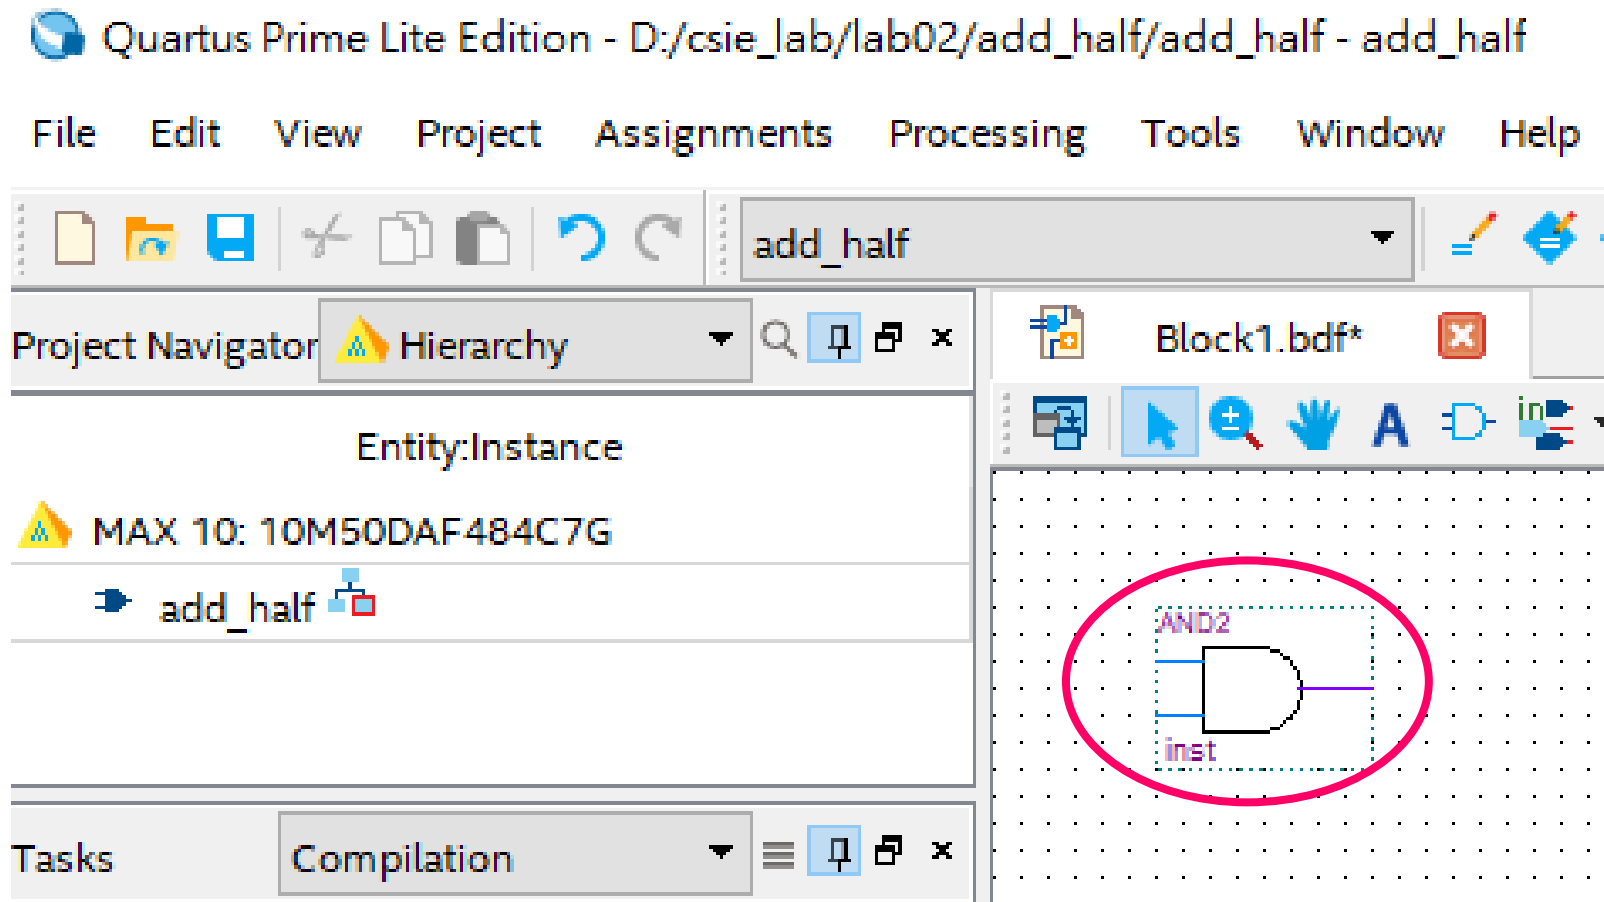 Quartus Prime Lite Edition - D:/csie_lab/lab02/add_half/add_half - add_half
File Edit View Project Assignments Processing Tools Window Help
add_half
Project Navigator Hierarchy
Block1.bdf*
A in
Entity:Instance
MAX 10: 10M50DAF484C7G
add_half
AND2
inst
Tasks Compilation